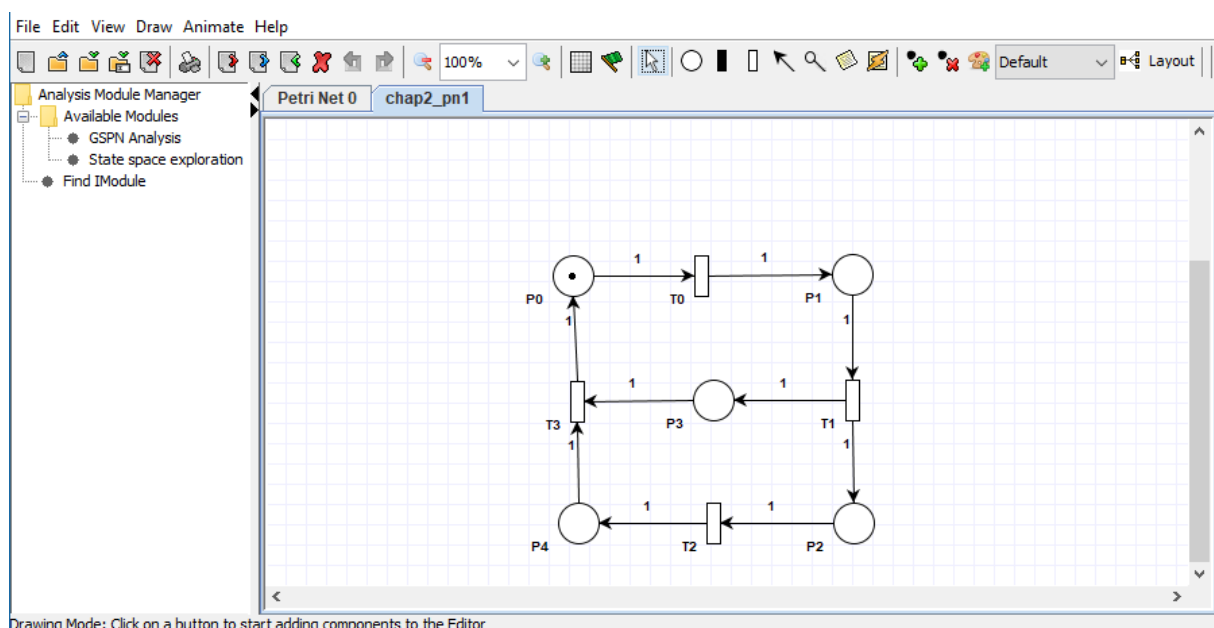 File Edit View Draw Animate Help
100% Default Layout
Analysis Module Manager
Available Modules
GSPN Analysis
State space exploration
Find IModule
Petri Net 0 chap2_pn1
1 1
P0 T0 P1
1 1
1 1
T3 P3 T1
1 1
1 1
P4 T2 P2
Drawing Mode: Click on a button to start adding components to the Editor